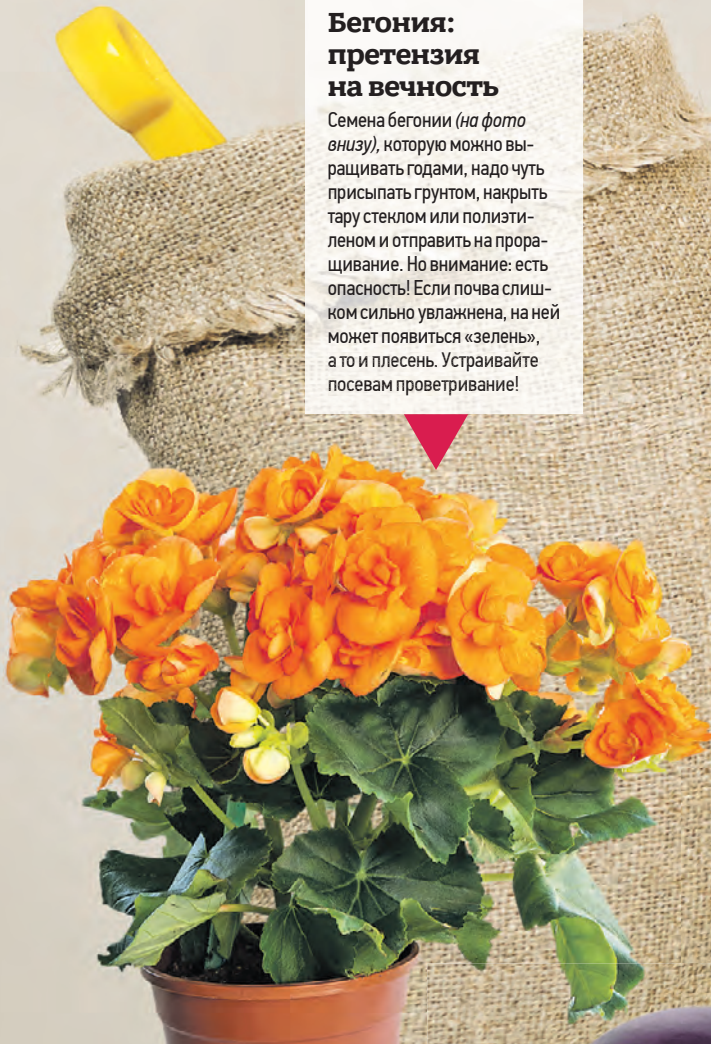 Бегония:
претензия
на вечность
Семена бегонии (на фото
внизу), которую можно вы-
ращивать годами, надо чуть
присыпать грунтом, накрыть
тару стеклом или полиэти-
леном и отправить на прора-
щивание. Но внимание: есть
опасность! Если почва слиш-
ком сильно увлажнена, на ней
может появиться «зелень»,
а то и плесень. Устраивайте
посевам проветривание!